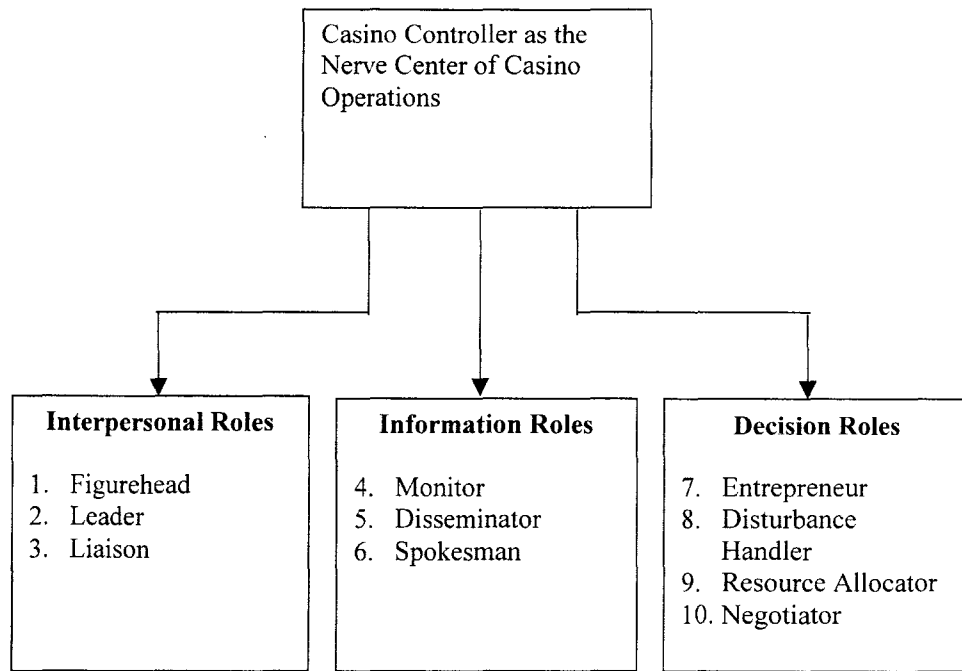 Casino Controller as the
Nerve Center of Casino
Operations
Interpersonal Roles
1. Figurehead
2. Leader
3. Liaison
Information Roles
4. Monitor
5. Disseminator
6. Spokesman
Decision Roles
7. Entrepreneur
8. Disturbance
Handler
9. Resource Allocator
10. Negotiator